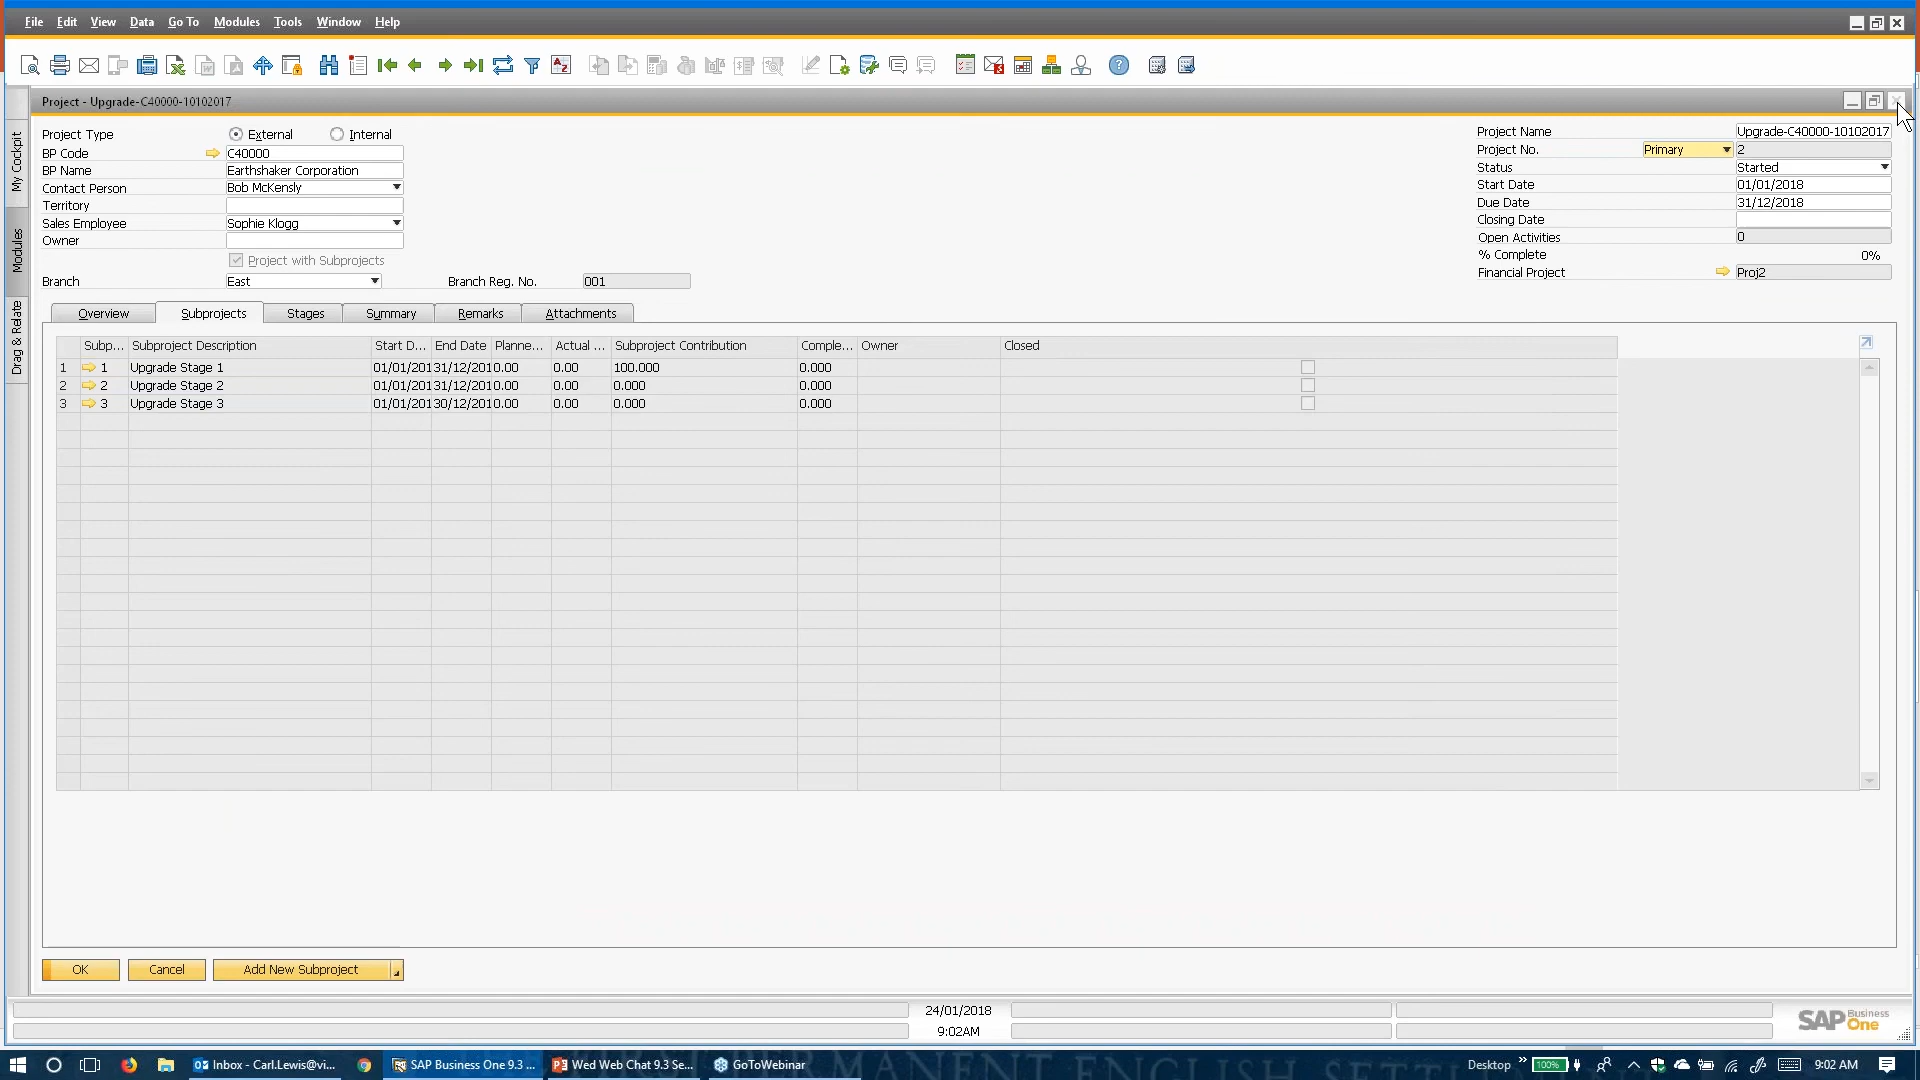 File Edit View Data Go To Modules Tools Window Help
Project - Upgrade-C40000-10102017
My Cockpit
Modules
Drag & Relate
Project Type External Internal
BP Code C40000
BP Name Earthshaker Corporation
Contact Person Bob McKensly
Territory
Sales Employee Sophie Klogg
Owner
Project with Subprojects
Branch East Branch Reg. No. 001
Project Name Upgrade-C40000-10102017
Project No. Primary 2
Status Started
Start Date 01/01/2018
Due Date 31/12/2018
Closing Date
Open Activities 0
% Complete 0%
Financial Project Proj2
Overview Subprojects Stages Summary Remarks Attachments
Subp... Subproject Description Start D... End Date Planne... Actual ... Subproject Contribution Comple... Owner Closed
1 1 Upgrade Stage 1 01/01/201 31/12/201 0.00 0.00 100.000 0.000
2 2 Upgrade Stage 2 01/01/201 31/12/201 0.00 0.00 0.000 0.000
3 3 Upgrade Stage 3 01/01/201 30/12/201 0.00 0.00 0.000 0.000
OK Cancel Add New Subproject
24/01/2018
9:02AM
SAP Business One
Inbox - Carl.Lewis@vi... SAP Business One 9.3 ... Wed Web Chat 9.3 Se... GoToWebinar Desktop » 100% 9:02 AM